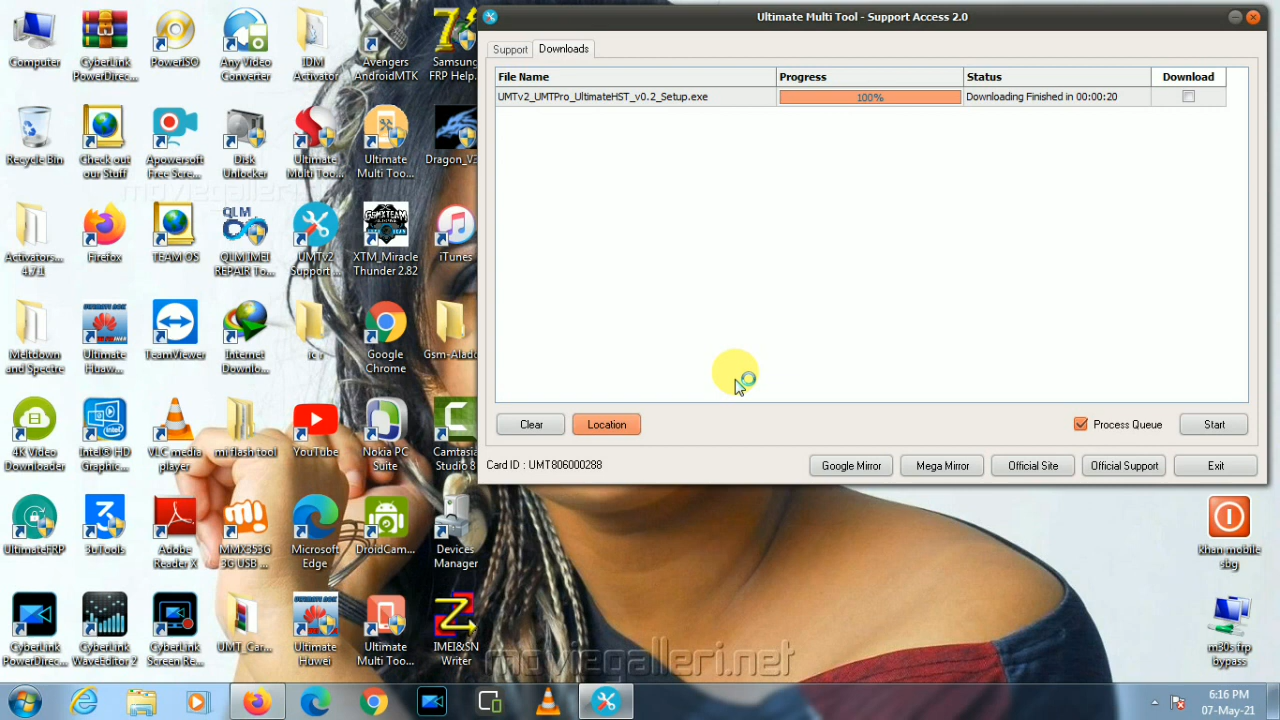 Computer
CyberLink
PowerDirec...
PowerISO
Any Video
Converter
IDM
Activator
Avengers
AndroidMTK
Samsung
FRP Help...
Recycle Bin
Check out
our Stuff
Apowersoft
Free Scre...
Disk
Unlocker
Ultimate
Multi Too...
Ultimate
Multi Too...
Dragon_V3
Activators...
4.7.1
Firefox
TEAM OS
QLM IMEI
REPAIR To...
UMTv2
Support ...
XTM_Miracle
Thunder 2.82
iTunes
Meltdown
and Spectre
Ultimate
Huaw...
TeamViewer
Internet
Downlo...
ic r
Google
Chrome
4K Video
Downloader
Intel® HD
Graphic...
VLC media
player
mi flash tool
YouTube
Nokia PC
Suite
Camtasia
Studio 8
UltimateFRP
3uTools
Adobe
Reader X
MMX353G
3G USB ...
Microsoft
Edge
DroidCam...
Devices
Manager
CyberLink
PowerDirec...
CyberLink
WaveEditor 2
CyberLink
Screen Re...
UMT_Car...
Ultimate
Huwei
Ultimate
Multi Too...
IMEI&SN
Writer
Ultimate Multi Tool - Support Access 2.0
Support
Downloads
File Name
Progress
Status
Download
UMTv2_UMTPro_UltimateHST_v0.2_Setup.exe
100%
Downloading Finished in 00:00:20
Clear
Location
Process Queue
Start
Card ID : UMT806000288
Google Mirror
Mega Mirror
Official Site
Official Support
Exit
khan mobile
sbg
m30s frp
bypass
moviegalleri.net
6:16 PM
07-May-21